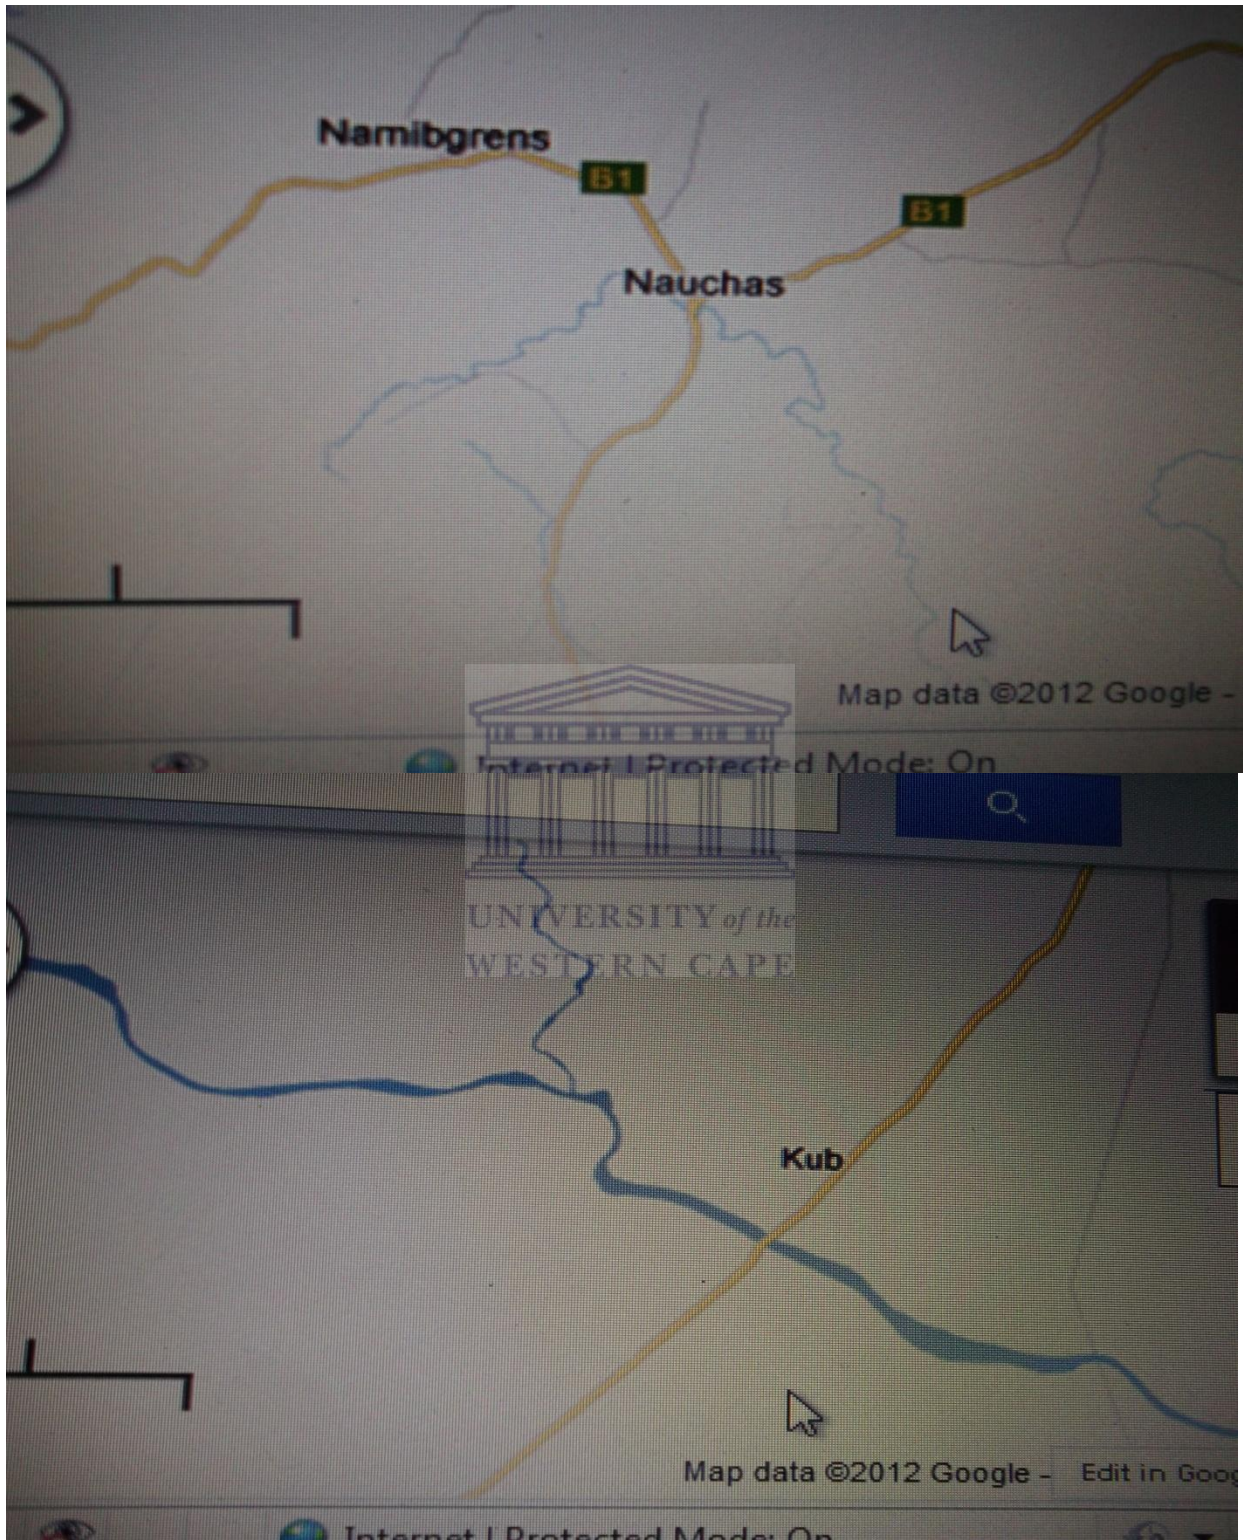 Namibgrens
B1
B1
Nauchas
Map data ©2012 Google -
Internet | Protected Mode: On
UNIVERSITY of the
WESTERN CAPE
Kub
Map data ©2012 Google - Edit in Goog
Internet | Protected Mode: On